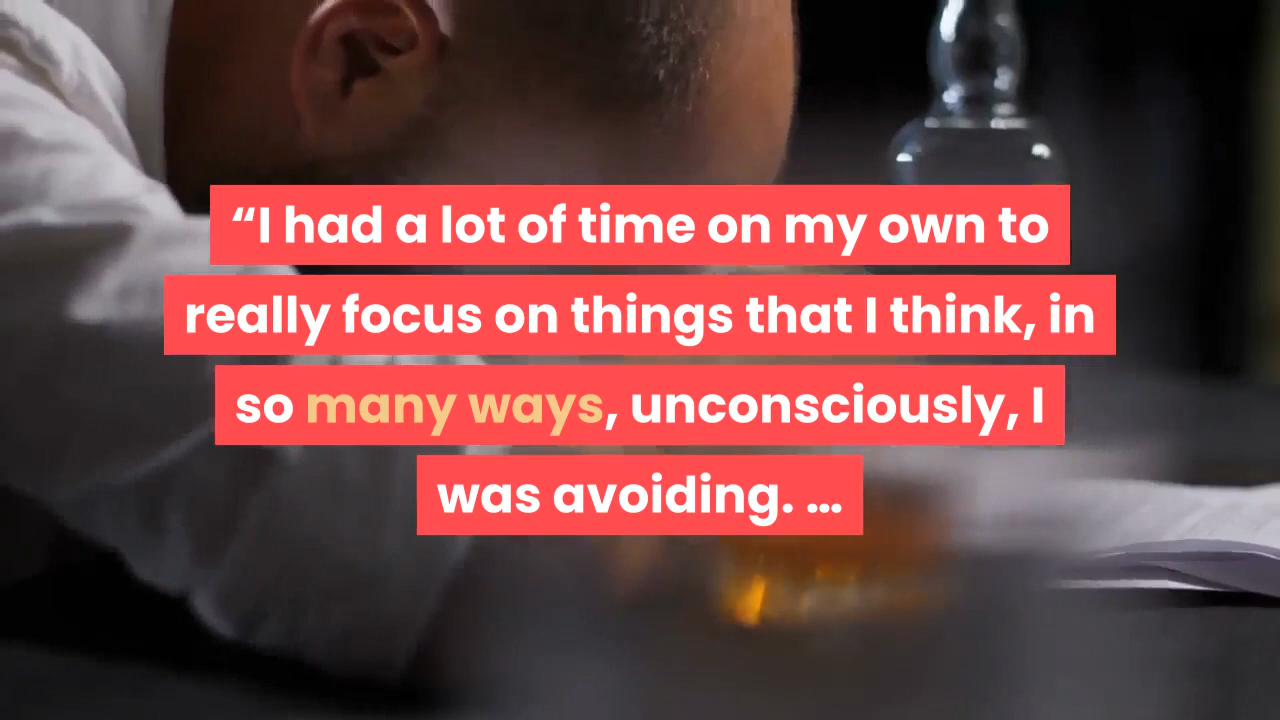 “I had a lot of time on my own to
really focus on things that I think, in
so many ways, unconsciously, I
was avoiding. ...